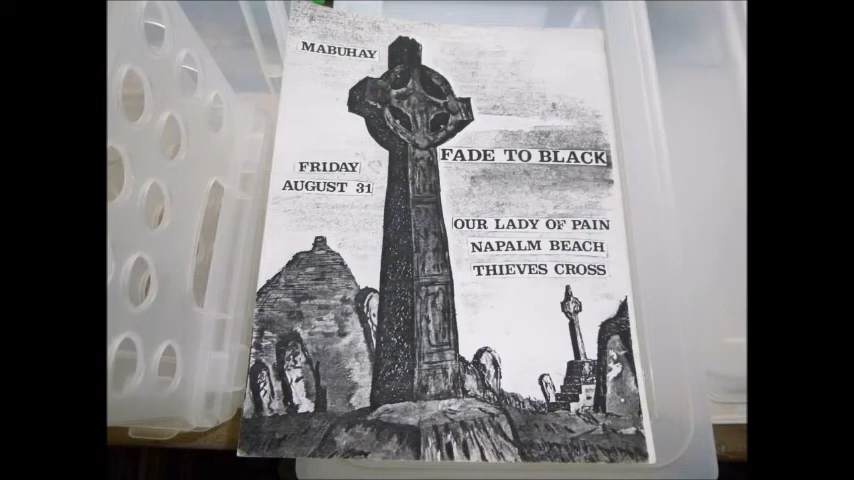 MABUHAY
FADE TO BLACK
FRIDAY
AUGUST 31
OUR LADY OF PAIN
NAPALM BEACH
THIEVES CROSS